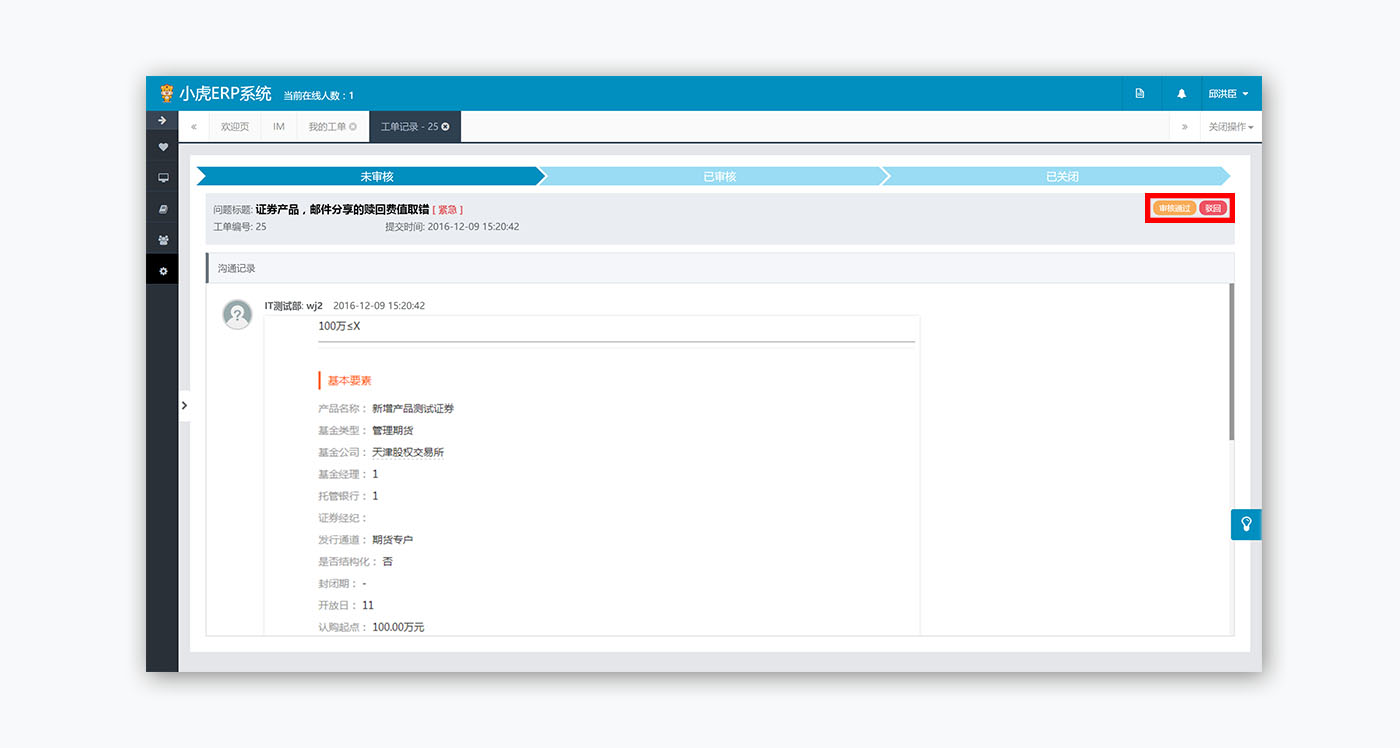 小虎ERP系统 当前在线人数：1 邱洪臣
欢迎页 IM 我的工单 工单记录 - 25 关闭操作
未审核 已审核 已关闭
问题标题: 证券产品，邮件分享的赎回费值取错 [ 紧急 ] 审核通过 驳回
工单编号: 25 提交时间: 2016-12-09 15:20:42
沟通记录
IT测试部: wj2 2016-12-09 15:20:42
100万≤X
基本要素
产品名称： 新增产品测试证券
基金类型： 管理期货
基金公司： 天津股权交易所
基金经理： 1
托管银行： 1
证券经纪：
发行通道： 期货专户
是否结构化： 否
封闭期： -
开放日： 11
认购起点： 100.00万元